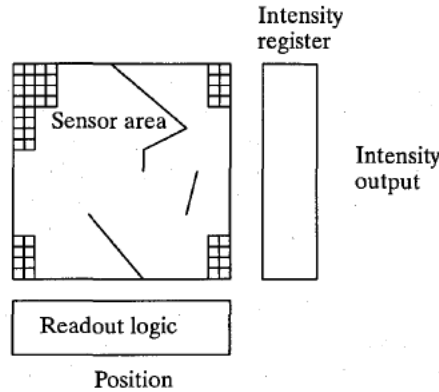 Intensity
register
Sensor area
Intensity
output
Readout logic
Position